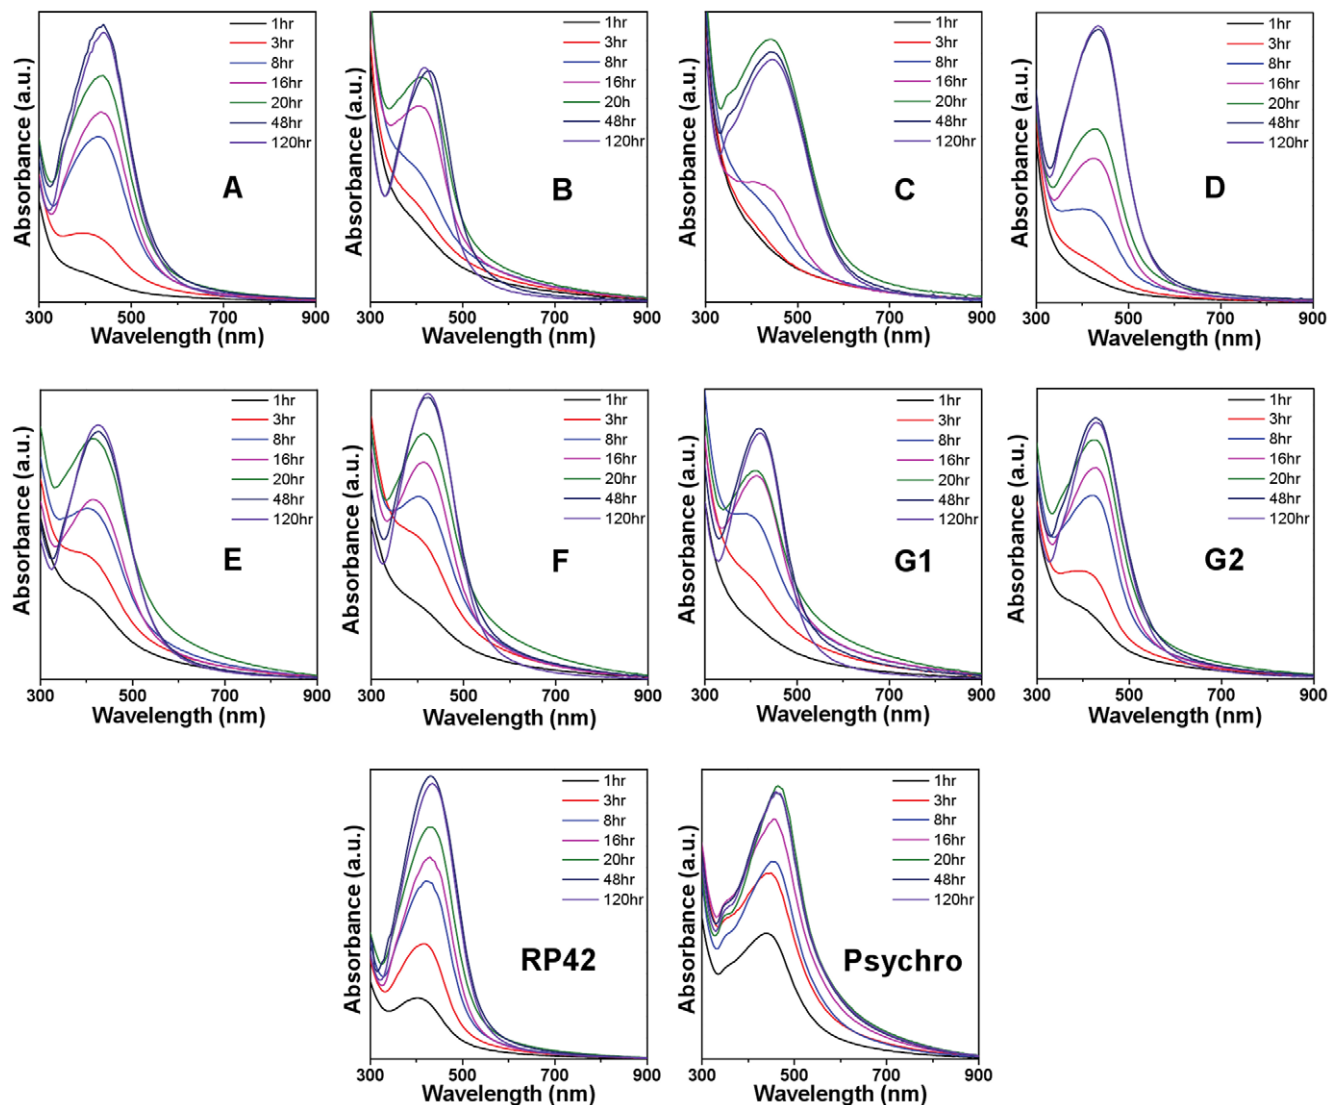 Absorbance (a.u.)
1hr
3hr
8hr
16hr
20hr
48hr
120hr
A
300 500 700 900
Wavelength (nm)
Absorbance (a.u.)
1hr
3hr
8hr
16hr
20h
48hr
120hr
B
300 500 700 900
Wavelength (nm)
Absorbance (a.u.)
1hr
3hr
8hr
16hr
20hr
48hr
120hr
C
300 500 700 900
Wavelength (nm)
Absorbance (a.u.)
1hr
3hr
8hr
16hr
20hr
48hr
120hr
D
300 500 700 900
Wavelength (nm)
Absorbance (a.u.)
1hr
3hr
8hr
16hr
20hr
48hr
120hr
E
300 500 700 900
Wavelength (nm)
Absorbance (a.u.)
1hr
3hr
8hr
16hr
20hr
48hr
120hr
F
300 500 700 900
Wavelength (nm)
Absorbance (a.u.)
1hr
3hr
8hr
16hr
20hr
48hr
120hr
G1
300 500 700 900
Wavelength (nm)
Absorbance (a.u.)
1hr
3hr
8hr
16hr
20hr
48hr
120hr
G2
300 500 700 900
Wavelength (nm)
Absorbance (a.u.)
1hr
3hr
8hr
16hr
20hr
48hr
120hr
RP42
300 500 700 900
Wavelength (nm)
Absorbance (a.u.)
1hr
3hr
8hr
16hr
20hr
48hr
120hr
Psychro
300 500 700 900
Wavelength (nm)